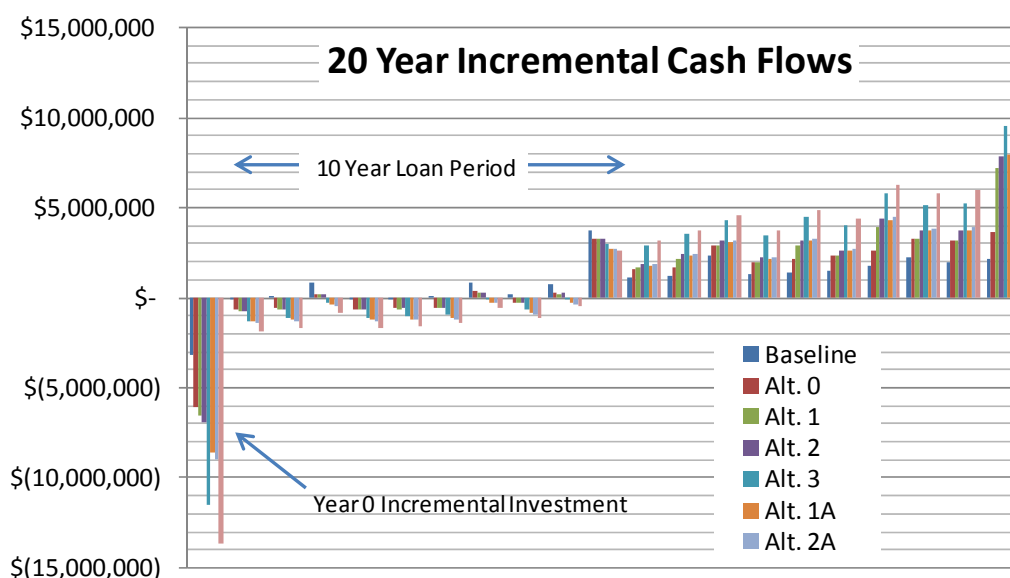 $15,000,000
20 Year Incremental Cash Flows
$10,000,000
10 Year Loan Period
$5,000,000
$-
Baseline
Alt. 0
$(5,000,000)
Alt. 1
Alt. 2
Alt. 3
$(10,000,000)
Year 0 Incremental Investment
Alt. 1A
Alt. 2A
$(15,000,000)